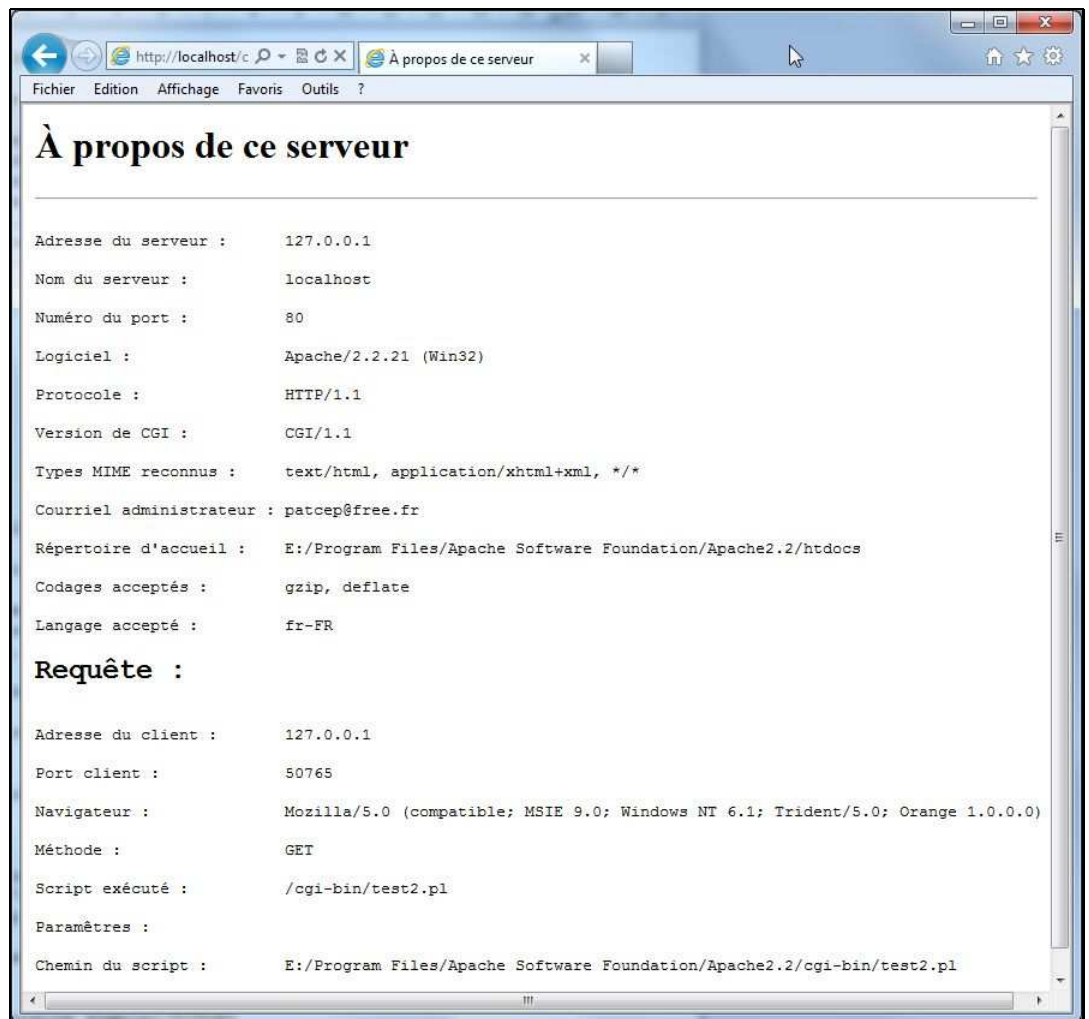 http://localhost/c
À propos de ce serveur
Fichier Edition Affichage Favoris Outils ?
À propos de ce serveur
Adresse du serveur : 127.0.0.1
Nom du serveur : localhost
Numéro du port : 80
Logiciel : Apache/2.2.21 (Win32)
Protocole : HTTP/1.1
Version de CGI : CGI/1.1
Types MIME reconnus : text/html, application/xhtml+xml, */*
Courriel administrateur : patcep@free.fr
Répertoire d'accueil : E:/Program Files/Apache Software Foundation/Apache2.2/htdocs
Codages acceptés : gzip, deflate
Langage accepté : fr-FR
Requête :
Adresse du client : 127.0.0.1
Port client : 50765
Navigateur : Mozilla/5.0 (compatible; MSIE 9.0; Windows NT 6.1; Trident/5.0; Orange 1.0.0.0)
Méthode : GET
Script exécuté : /cgi-bin/test2.pl
Paramêtres :
Chemin du script : E:/Program Files/Apache Software Foundation/Apache2.2/cgi-bin/test2.pl